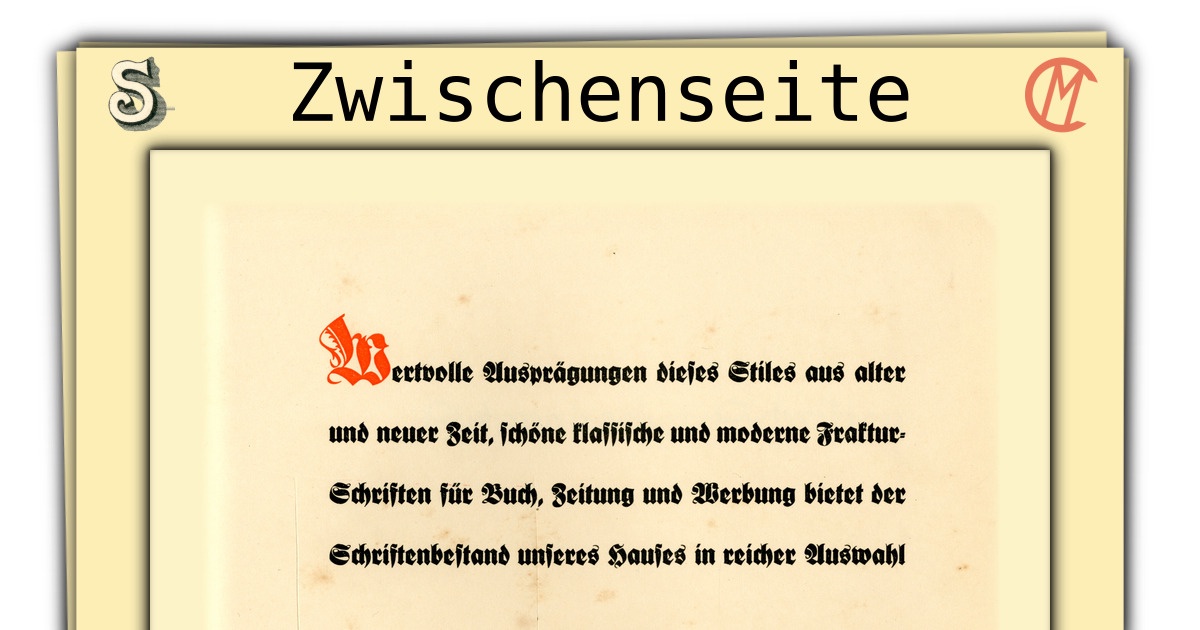 S Zwischenseite CM
Wertvolle Ausprägungen dieses Stiles aus alter
und neuer Zeit, schöne klassische und moderne Fraktur-
Schriften für Buch, Zeitung und Werbung bietet der
Schriftenbestand unseres Hauses in reicher Auswahl